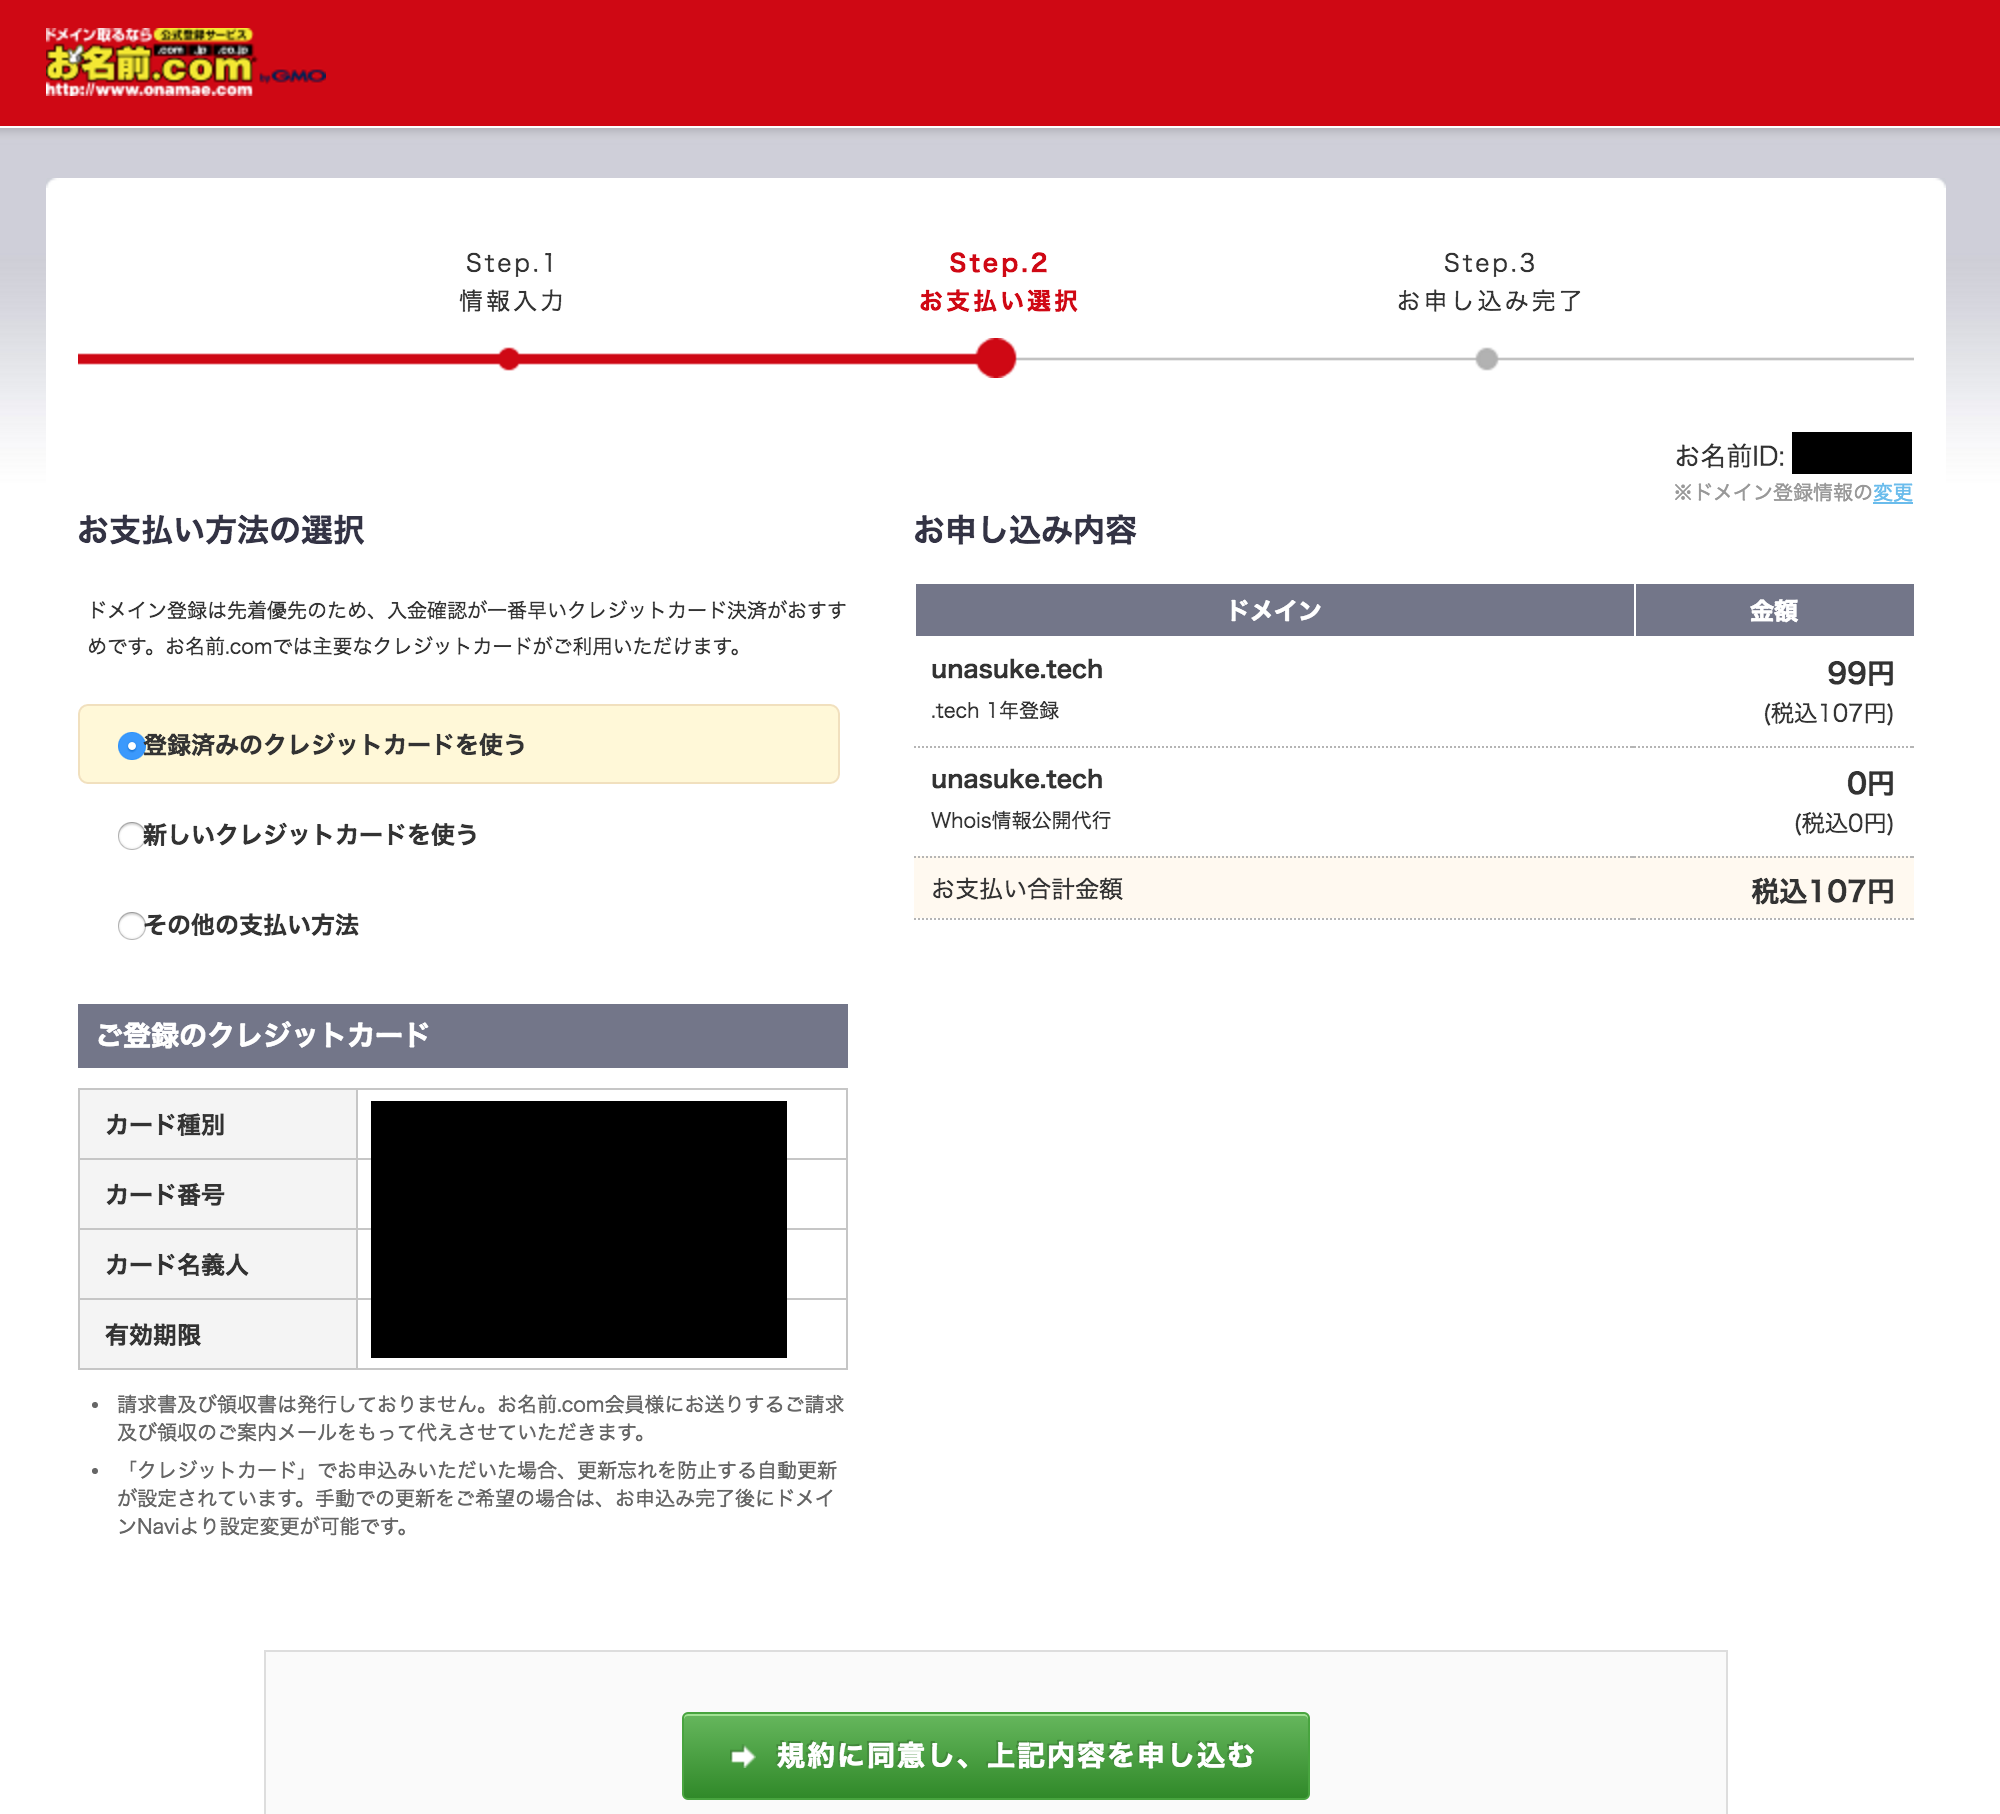 ドメイン取るなら 公式登録サービス
.com .jp .co.jp
お名前.com by GMO
http://www.onamae.com
Step.1
情報入力
Step.2
お支払い選択
Step.3
お申し込み完了
お名前ID:
※ドメイン登録情報の変更
お支払い方法の選択
ドメイン登録は先着優先のため、入金確認が一番早いクレジットカード決済がおすす
めです。お名前.comでは主要なクレジットカードがご利用いただけます。
登録済みのクレジットカードを使う
新しいクレジットカードを使う
その他の支払い方法
ご登録のクレジットカード
カード種別
カード番号
カード名義人
有効期限
• 請求書及び領収書は発行しておりません。お名前.com会員様にお送りするご請求
及び領収のご案内メールをもって代えさせていただきます。
• 「クレジットカード」でお申込みいただいた場合、更新忘れを防止する自動更新
が設定されています。手動での更新をご希望の場合は、お申込み完了後にドメイ
ンNaviより設定変更が可能です。
お申し込み内容
ドメイン 金額
unasuke.tech 99円
.tech 1年登録 (税込107円)
unasuke.tech 0円
Whois情報公開代行 (税込0円)
お支払い合計金額 税込107円
規約に同意し、上記内容を申し込む